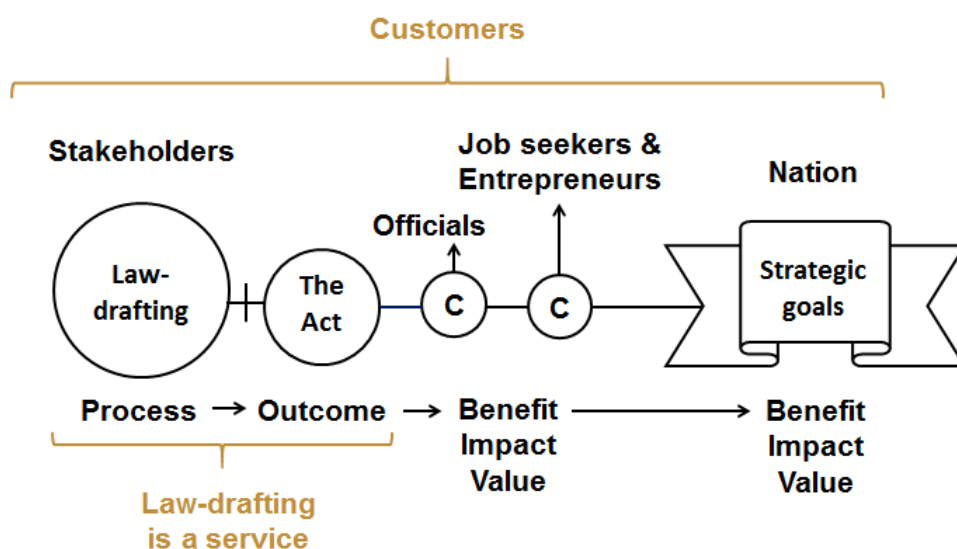 Customers
Stakeholders
Job seekers &
Entrepreneurs
Nation
Officials
Law-
drafting
The
Act
C
C
Strategic
goals
Process
Outcome
Benefit
Impact
Value
Benefit
Impact
Value
Law-drafting
is a service